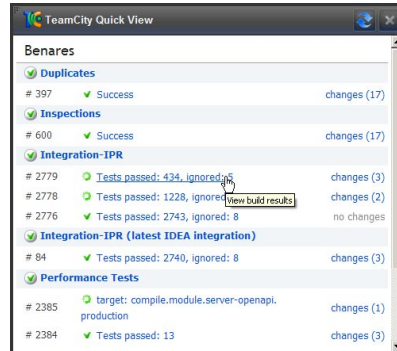 TeamCity Quick View
Benares
Duplicates
# 397 Success changes (17)
Inspections
# 600 Success changes (17)
Integration-IPR
# 2779 Tests passed: 434, ignored: 5 changes (3)
# 2778 Tests passed: 1228, ignored changes (2)
View build results
# 2776 Tests passed: 2743, ignored: 8 no changes
Integration-IPR (latest IDEA integration)
# 84 Tests passed: 2740, ignored: 8 changes (3)
Performance Tests
# 2385 target: compile.module.server-openapi.
production changes (1)
# 2384 Tests passed: 13 changes (3)